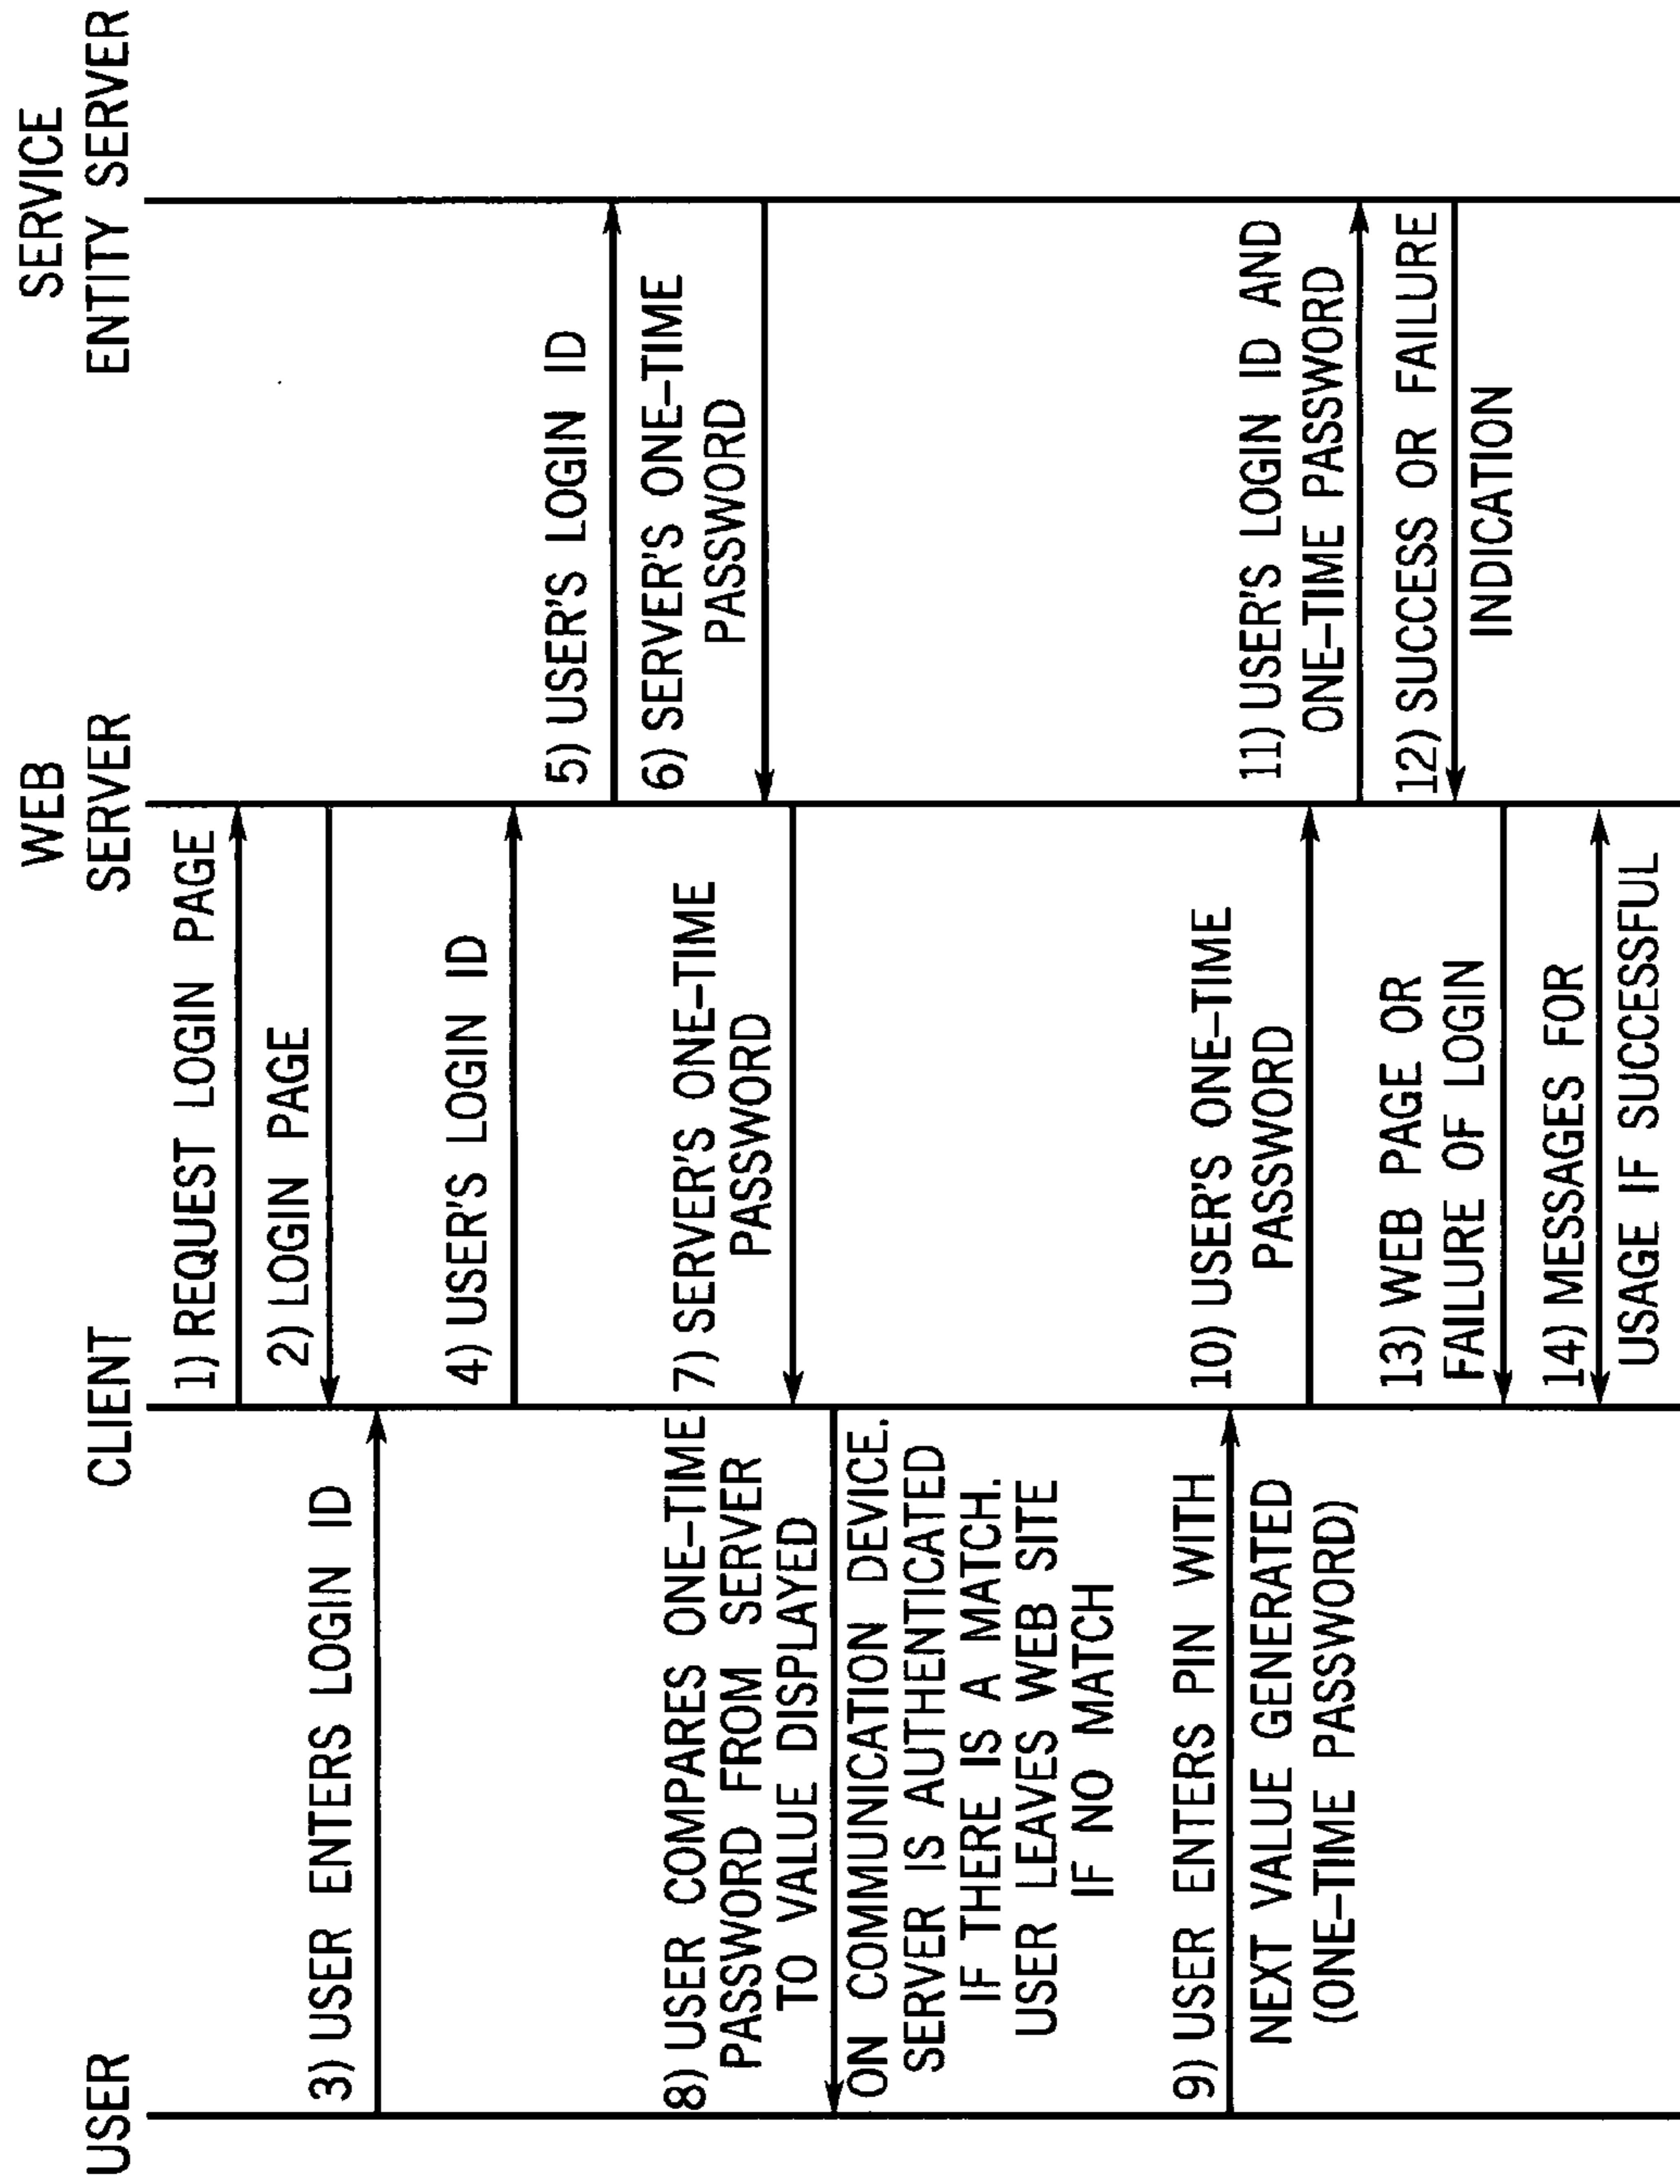 USER
CLIENT
WEB
SERVER
SERVICE
ENTITY SERVER
1) REQUEST LOGIN PAGE
2) LOGIN PAGE
3) USER ENTERS LOGIN ID
4) USER'S LOGIN ID
5) USER'S LOGIN ID
6) SERVER'S ONE-TIME
PASSWORD
7) SERVER'S ONE-TIME
PASSWORD
8) USER COMPARES ONE-TIME
PASSWORD FROM SERVER
TO VALUE DISPLAYED
ON COMMUNICATION DEVICE.
SERVER IS AUTHENTICATED
IF THERE IS A MATCH.
USER LEAVES WEB SITE
IF NO MATCH
9) USER ENTERS PIN WITH
NEXT VALUE GENERATED
(ONE-TIME PASSWORD)
10) USER'S ONE-TIME
PASSWORD
11) USER'S LOGIN ID AND
ONE-TIME PASSWORD
12) SUCCESS OR FAILURE
INDICATION
13) WEB PAGE OR
FAILURE OF LOGIN
14) MESSAGES FOR
USAGE IF SUCCESSFUL